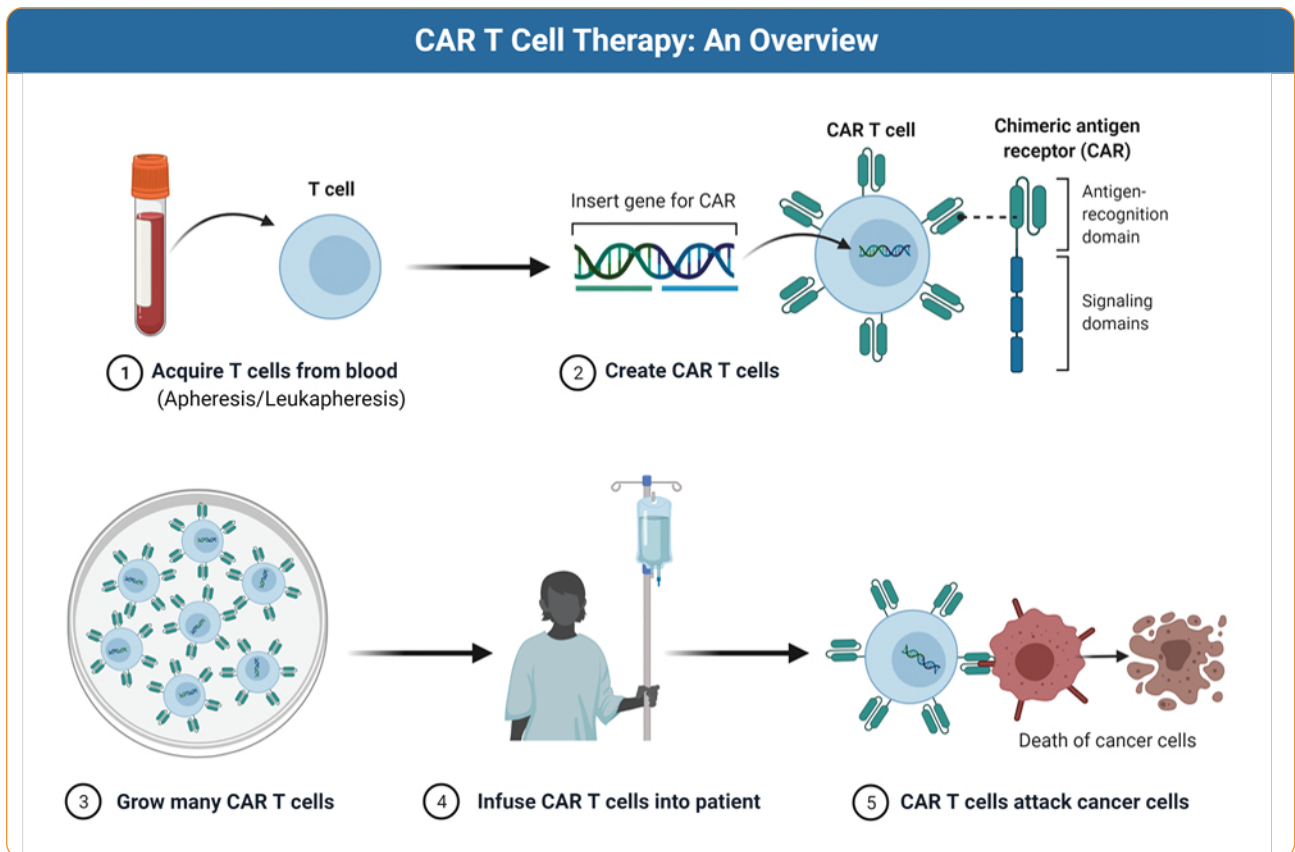 CAR T Cell Therapy: An Overview
T cell
1 Acquire T cells from blood
(Apheresis/Leukapheresis)
Insert gene for CAR
CAR T cell
Chimeric antigen
receptor (CAR)
Antigen-
recognition
domain
Signaling
domains
2 Create CAR T cells
3 Grow many CAR T cells
4 Infuse CAR T cells into patient
Death of cancer cells
5 CAR T cells attack cancer cells